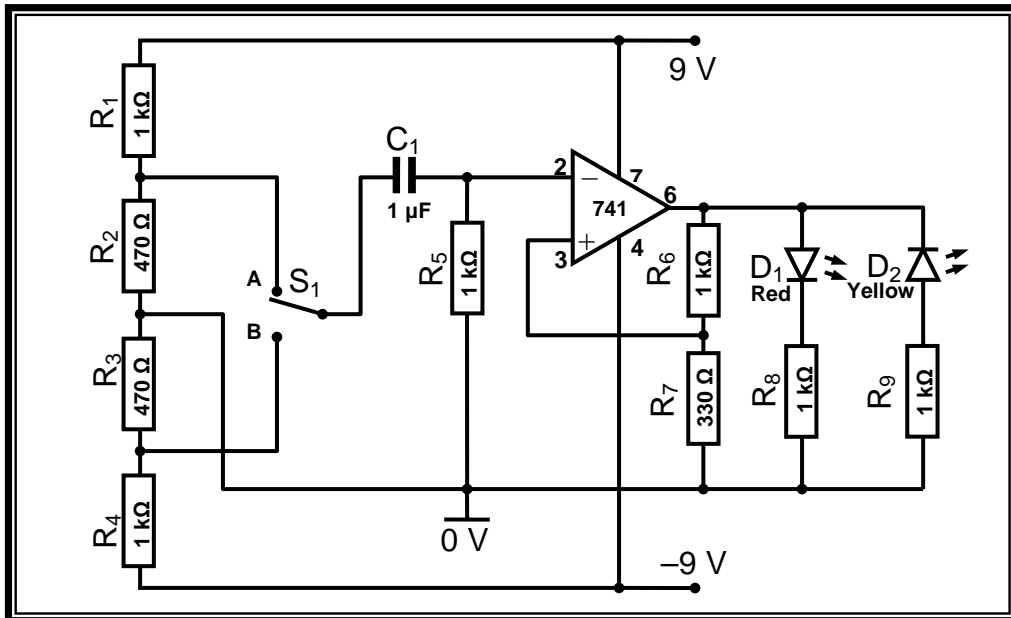 R1
1 kΩ
R2
470 Ω
R3
470 Ω
R4
1 kΩ
A
B
S1
C1
1 µF
R5
1 kΩ
0 V
9 V
–9 V
2
−
3
+
741
7
6
4
R6
1 kΩ
R7
330 Ω
D1
Red
R8
1 kΩ
D2
Yellow
R9
1 kΩ